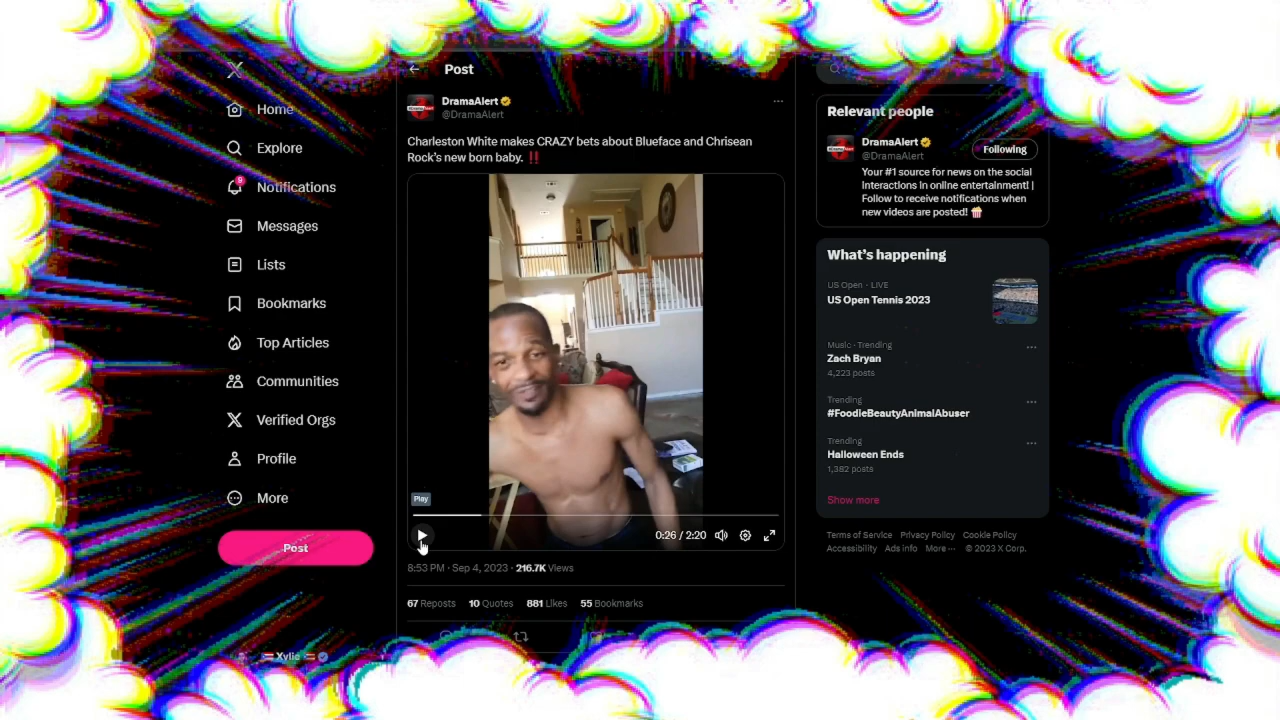 Home
Explore
9
Notifications
Messages
Lists
Bookmarks
Top Articles
Communities
Verified Orgs
Profile
More
Post
Xylie
Post
DramaAlert
@DramaAlert
Charleston White makes CRAZY bets about Blueface and Chrisean
Rock's new born baby. ‼️
Play
0:26 / 2:20
8:53 PM · Sep 4, 2023 · 216.7K Views
67 Reposts 10 Quotes 881 Likes 55 Bookmarks
Relevant people
DramaAlert
@DramaAlert
Following
Your #1 source for news on the social
interactions in online entertainment! |
Follow to receive notifications when
new videos are posted! 🍿
What's happening
US Open · LIVE
US Open Tennis 2023
Music · Trending
Zach Bryan
4,223 posts
Trending
#FoodieBeautyAnimalAbuser
Trending
Halloween Ends
1,382 posts
Show more
Terms of Service Privacy Policy Cookie Policy
Accessibility Ads info More ··· © 2023 X Corp.